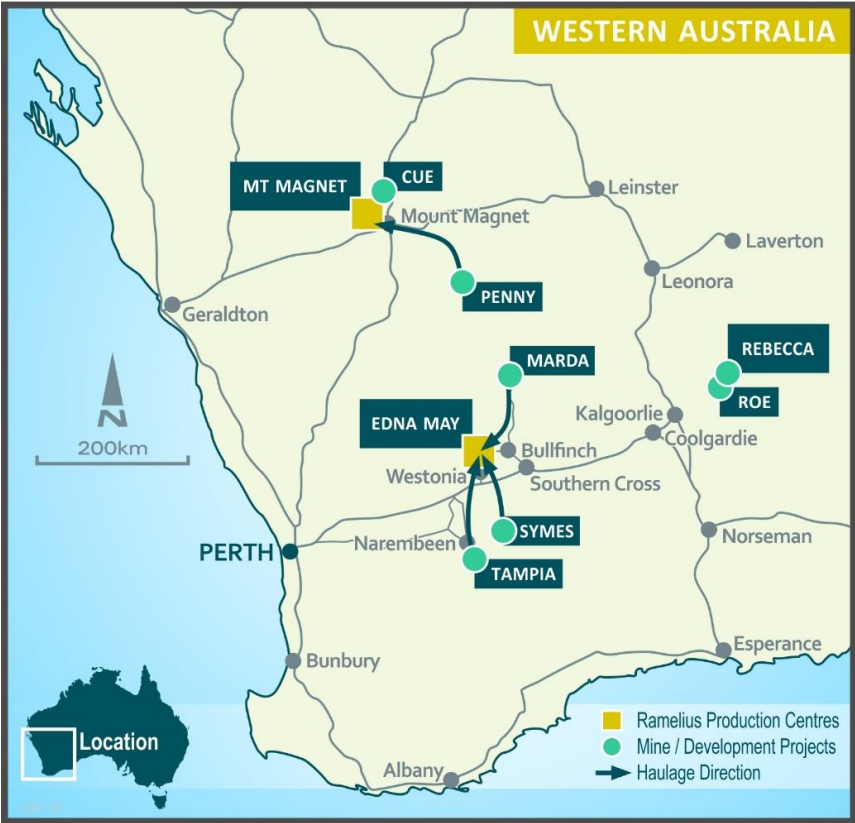 WESTERN AUSTRALIA
CUE
MT MAGNET
Mount Magnet
Leinster
Laverton
Leonora
PENNY
Geraldton
MARDA
REBECCA
ROE
N
200km
EDNA MAY
Kalgoorlie
Coolgardie
Bullfinch
Westonia
Southern Cross
SYMES
Narembeen
Norseman
PERTH
TAMPIA
Esperance
Bunbury
Location
Albany
Ramelius Production Centres
Mine / Development Projects
Haulage Direction